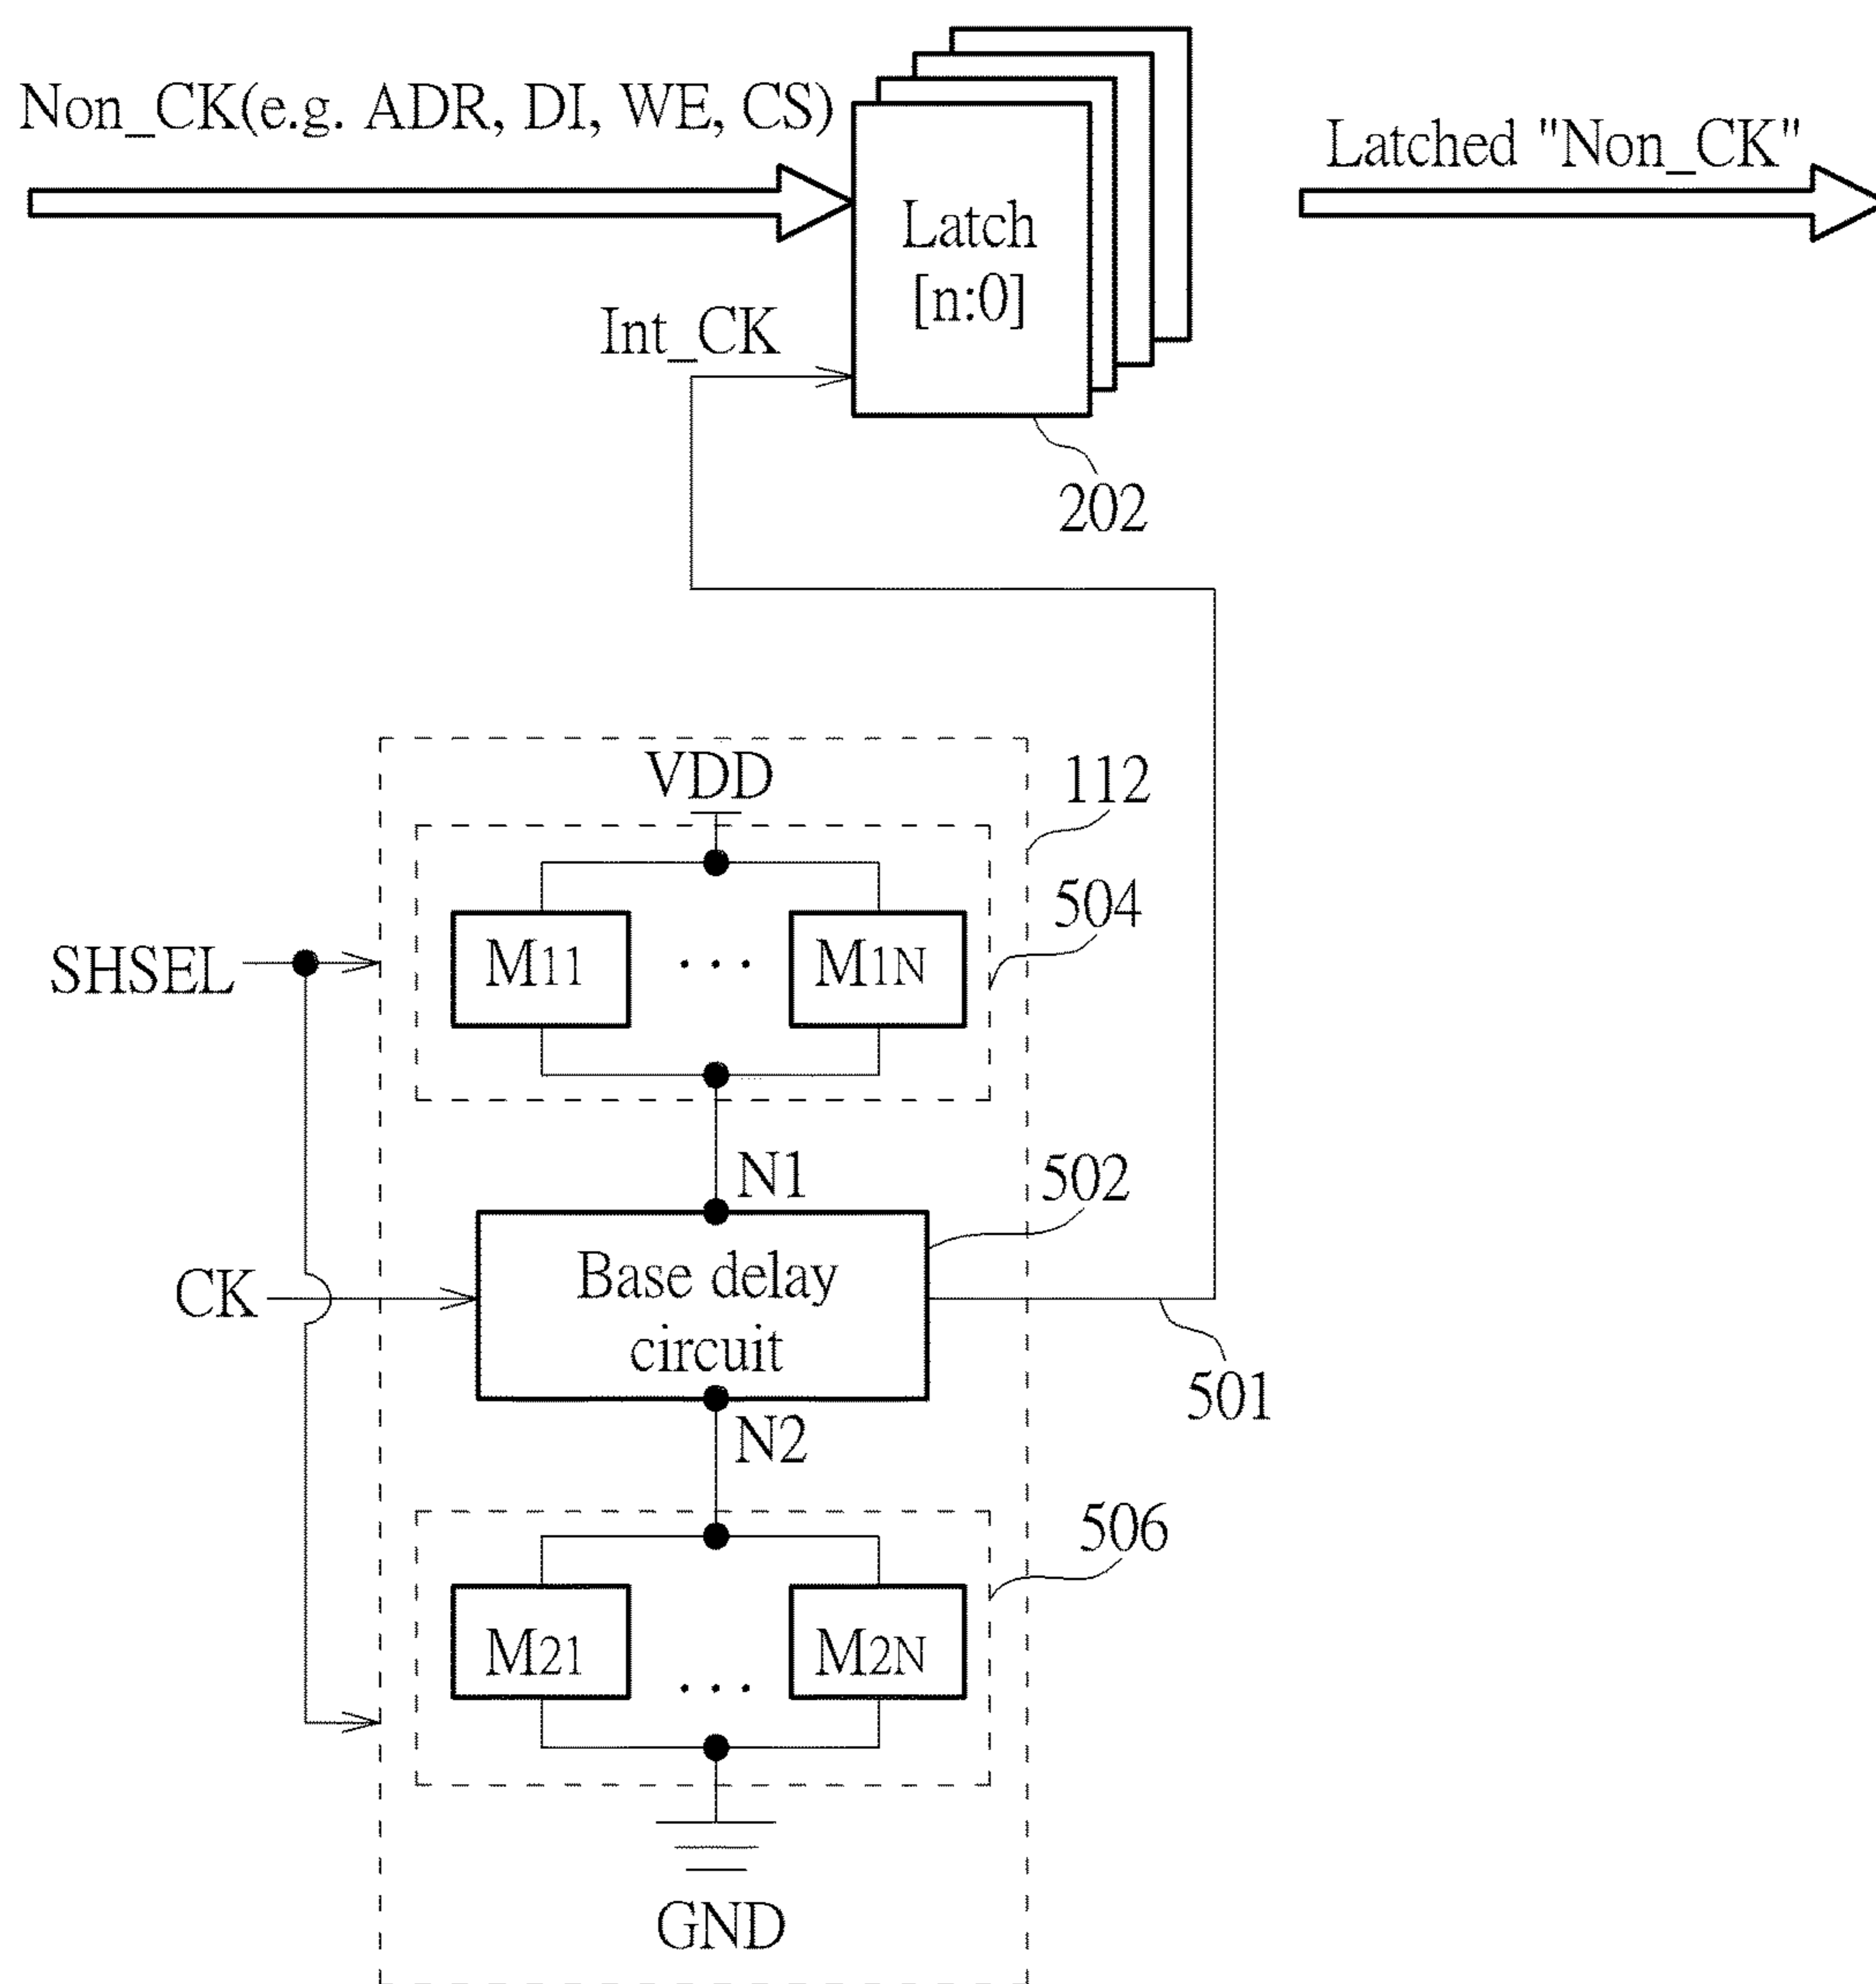 Non_CK(e.g. ADR, DI, WE, CS)
Latched "Non_CK"
Latch
[n:0]
Int_CK
202
VDD
112
504
M11 ... M1N
SHSEL
N1
502
Base delay
circuit
CK
501
N2
506
M21 ... M2N
GND